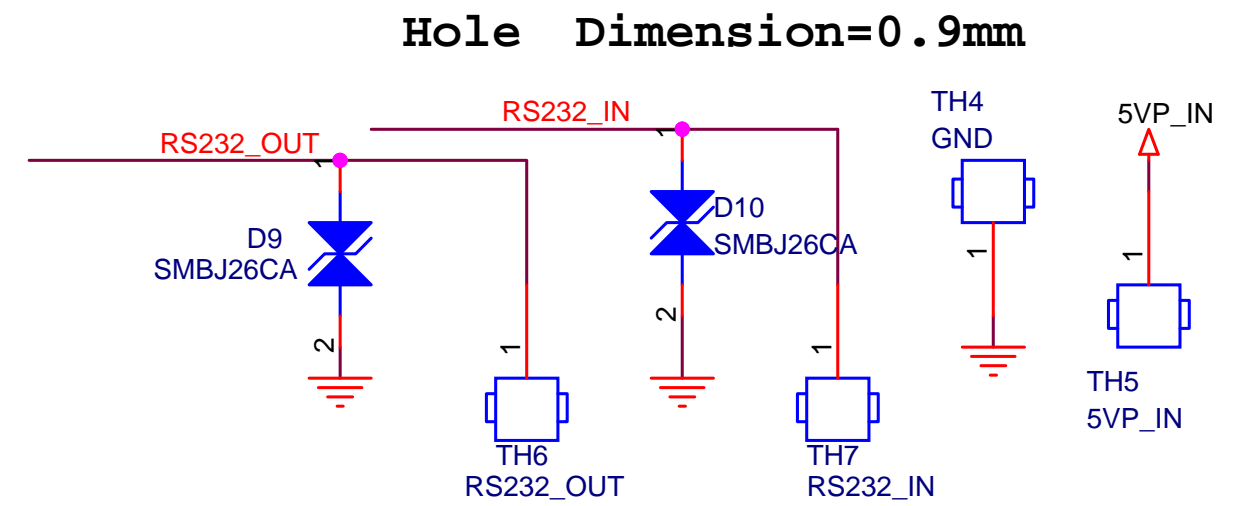 Hole Dimension=0.9mm
RS232_OUT
1
D9
SMBJ26CA
2
1
TH6
RS232_OUT
RS232_IN
1
D10
SMBJ26CA
2
1
TH7
RS232_IN
TH4
GND
1
5VP_IN
1
TH5
5VP_IN